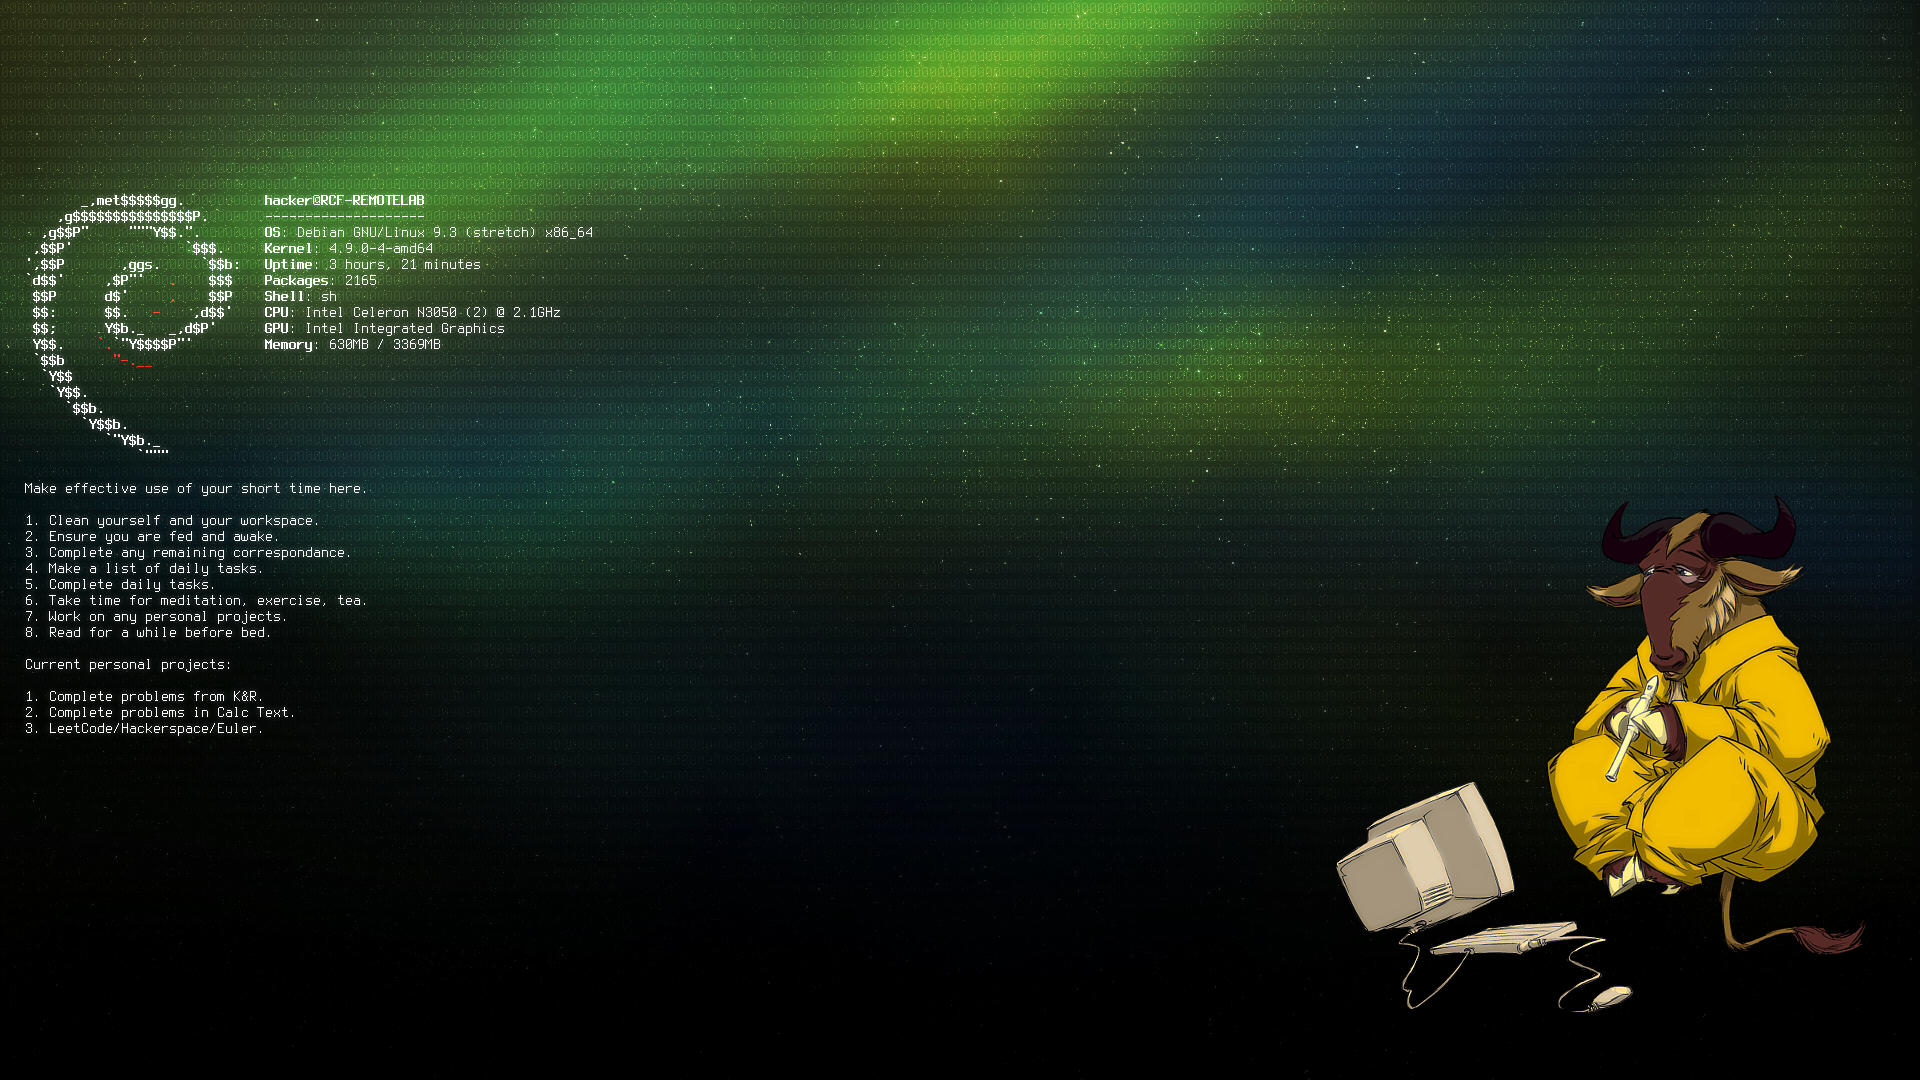 _,met$$$$$gg.
,g$$$$$$$$$$$$$$$P.
,g$$P"     """Y$$.".
,$$P'              `$$$.
',$$P       ,ggs.     `$$b:
`d$$'     ,$P"'   .    $$$
$$P      d$'     ,    $$P
$$:      $$.   -    ,d$$'
$$;      Y$b._   _,d$P'
Y$$.    `.`"Y$$$$P"'
`$$b      "-.__
`Y$$
`Y$$.
`$$b.
`Y$$b.
`"Y$b._
`""""
hacker@RCF-REMOTELAB
--------------------
OS: Debian GNU/Linux 9.3 (stretch) x86_64
Kernel: 4.9.0-4-amd64
Uptime: 3 hours, 21 minutes
Packages: 2165
Shell: sh
CPU: Intel Celeron N3050 (2) @ 2.1GHz
GPU: Intel Integrated Graphics
Memory: 630MB / 3369MB
Make effective use of your short time here.
1. Clean yourself and your workspace.
2. Ensure you are fed and awake.
3. Complete any remaining correspondance.
4. Make a list of daily tasks.
5. Complete daily tasks.
6. Take time for meditation, exercise, tea.
7. Work on any personal projects.
8. Read for a while before bed.
Current personal projects:
1. Complete problems from K&R.
2. Complete problems in Calc Text.
3. LeetCode/Hackerspace/Euler.